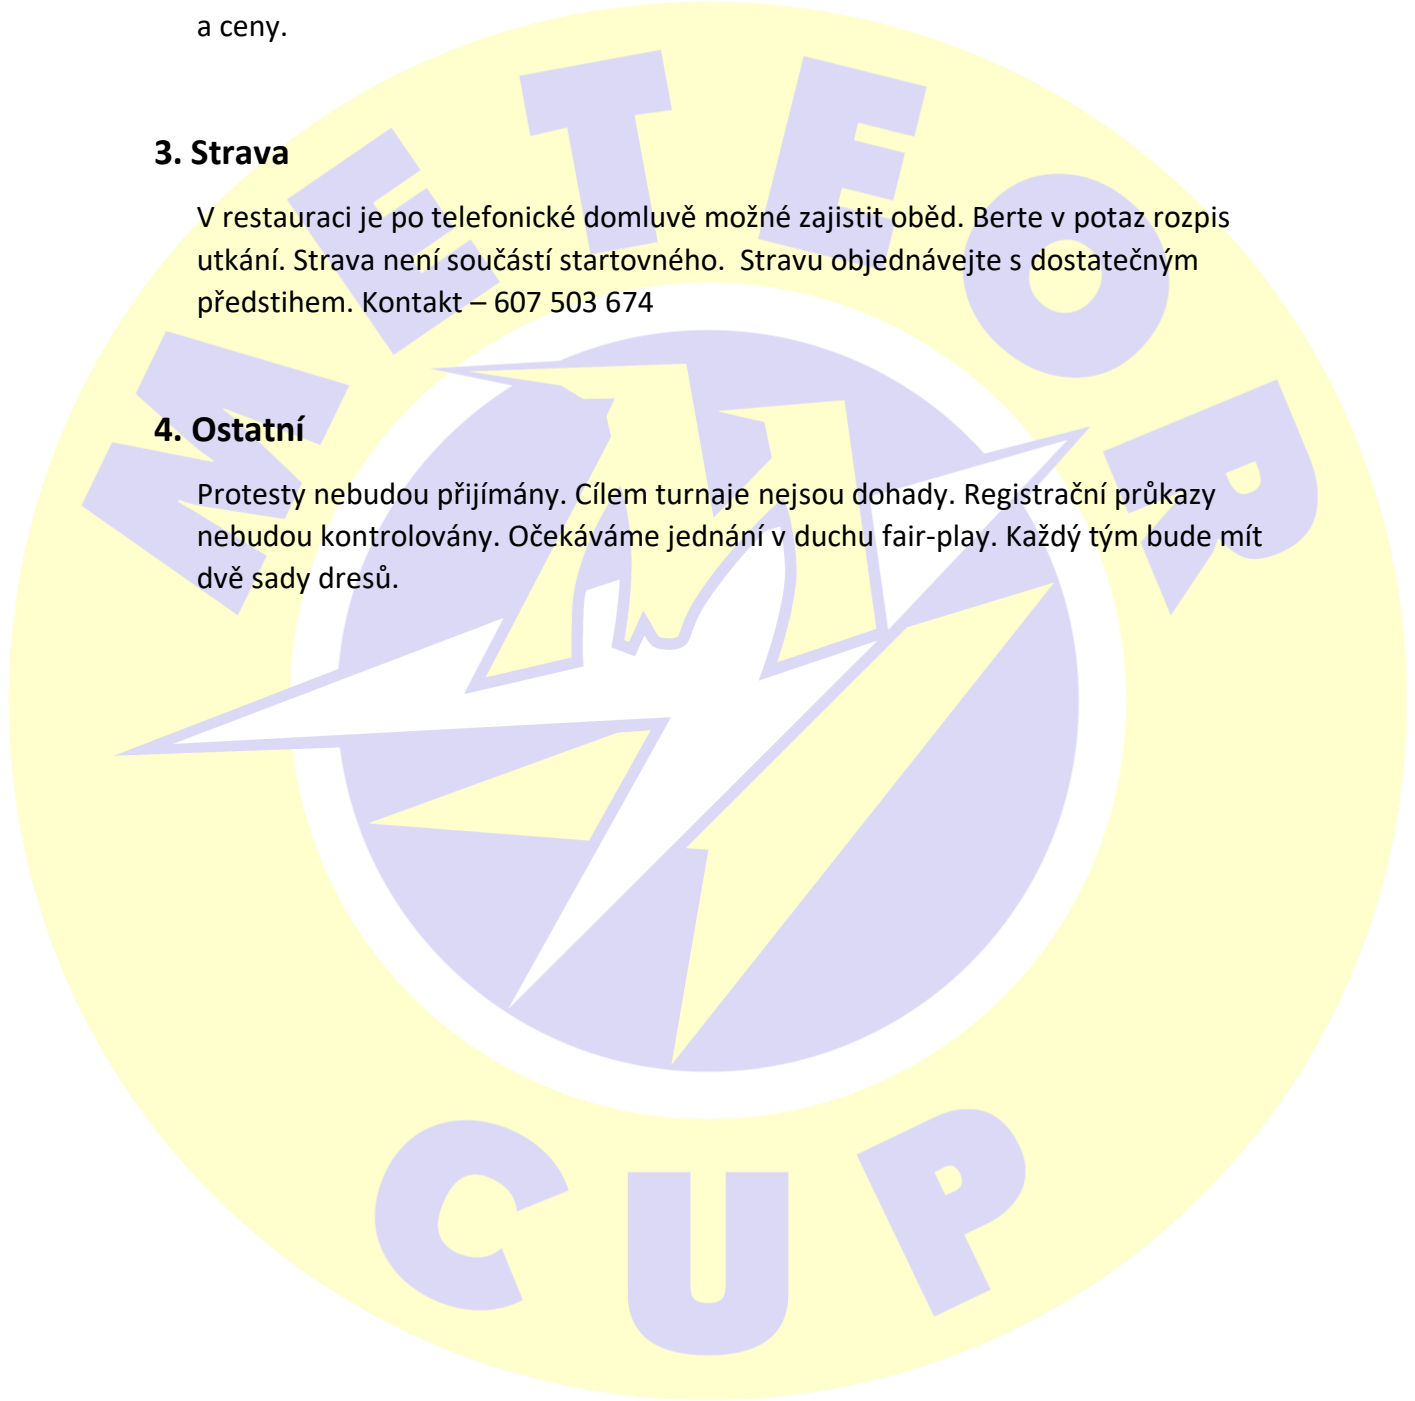 a ceny.
3. Strava
V restauraci je po telefonické domluvě možné zajistit oběd. Berte v potaz rozpis
utkání. Strava není součástí startovného.  Stravu objednávejte s dostatečným
předstihem. Kontakt – 607 503 674
4. Ostatní
Protesty nebudou přijímány. Cílem turnaje nejsou dohady. Registrační průkazy
nebudou kontrolovány. Očekáváme jednání v duchu fair-play. Každý tým bude mít
dvě sady dresů.
METEOR
CUP